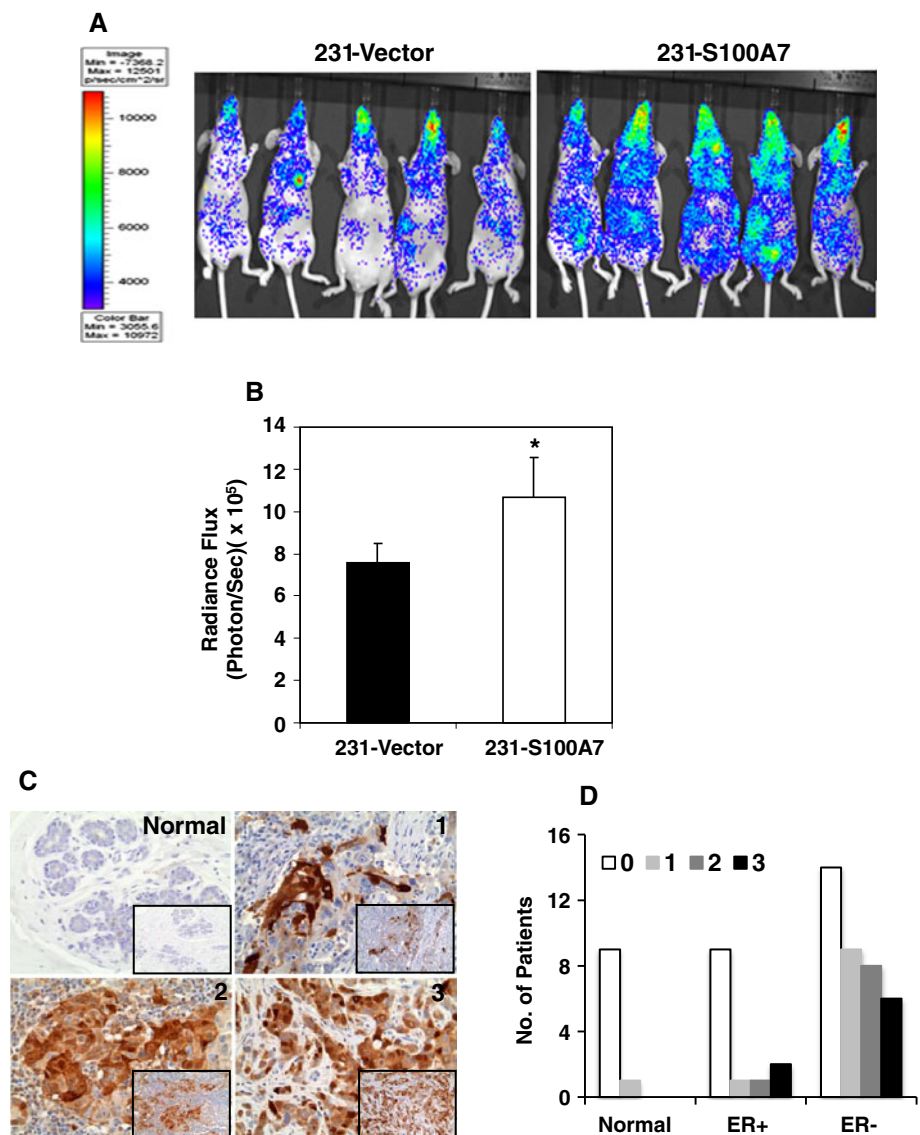 A
231-Vector
231-S100A7
Image
Min = -7368.2
Max = 12501
p/sec/cm^2/sr
10000
8000
6000
4000
Color Bar
Min = 3055.6
Max = 10972
B
14
12
10
8
6
4
2
0
*
Radiance Flux
(Photon/Sec)( x 10⁵)
231-Vector
231-S100A7
C
Normal
1
2
3
D
16
12
8
4
0
No. of Patients
0 1 2 3
Normal
ER+
ER-